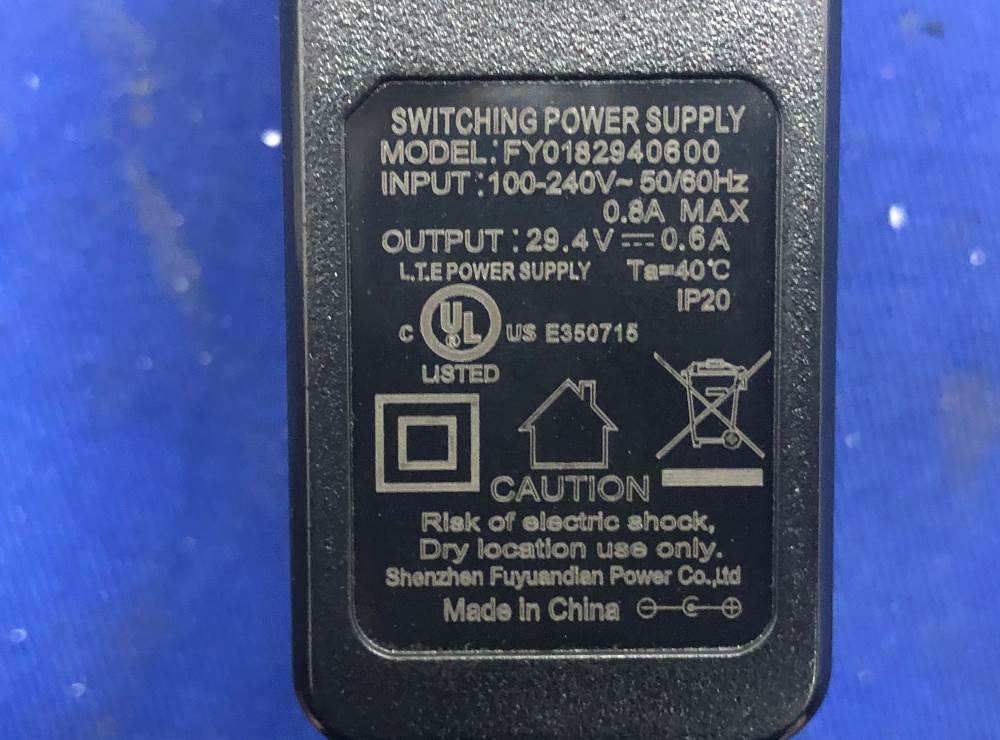 SWITCHING POWER SUPPLY
MODEL: FY0182940600
INPUT : 100-240V~ 50/60Hz
0.8A MAX
OUTPUT : 29.4V⎓0.6A
L.T.E POWER SUPPLY Ta=40℃
IP20
C UL® US E350715
LISTED
CAUTION
Risk of electric shock,
Dry location use only.
Shenzhen Fuyuandian Power Co.,Ltd
Made in China